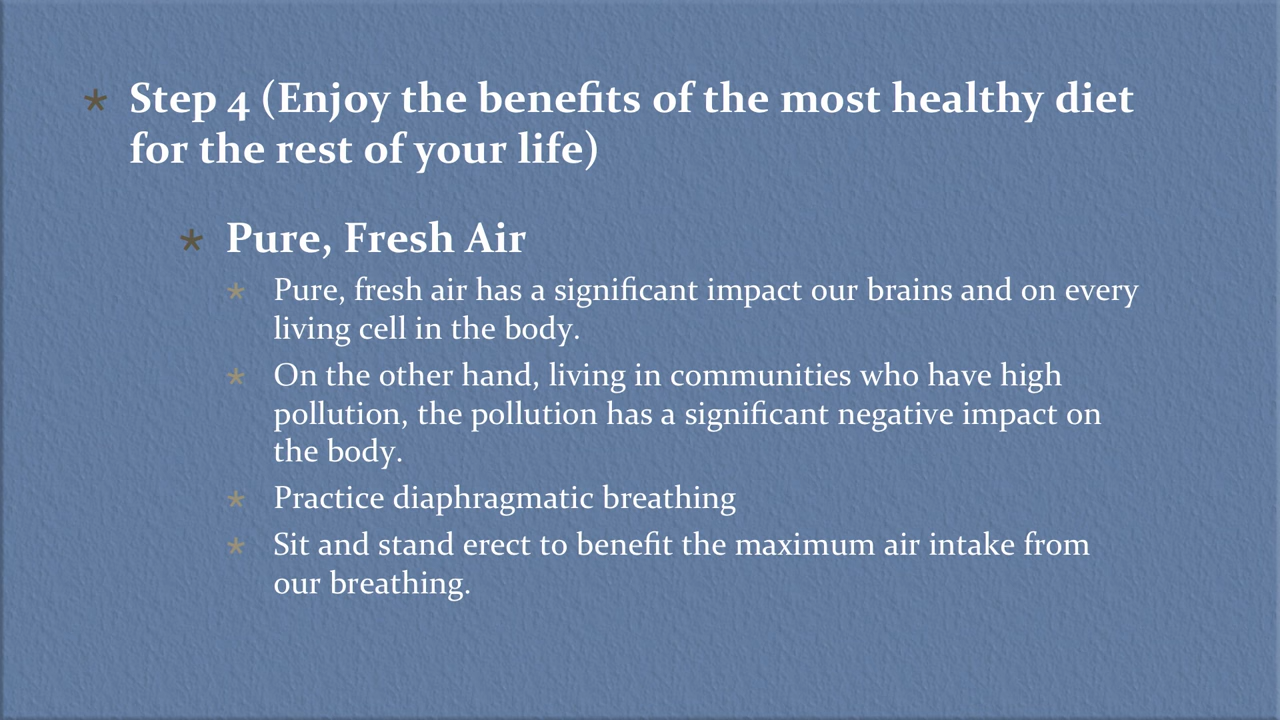 * Step 4 (Enjoy the benefits of the most healthy diet
for the rest of your life)
* Pure, Fresh Air
* Pure, fresh air has a significant impact our brains and on every
living cell in the body.
* On the other hand, living in communities who have high
pollution, the pollution has a significant negative impact on
the body.
* Practice diaphragmatic breathing
* Sit and stand erect to benefit the maximum air intake from
our breathing.